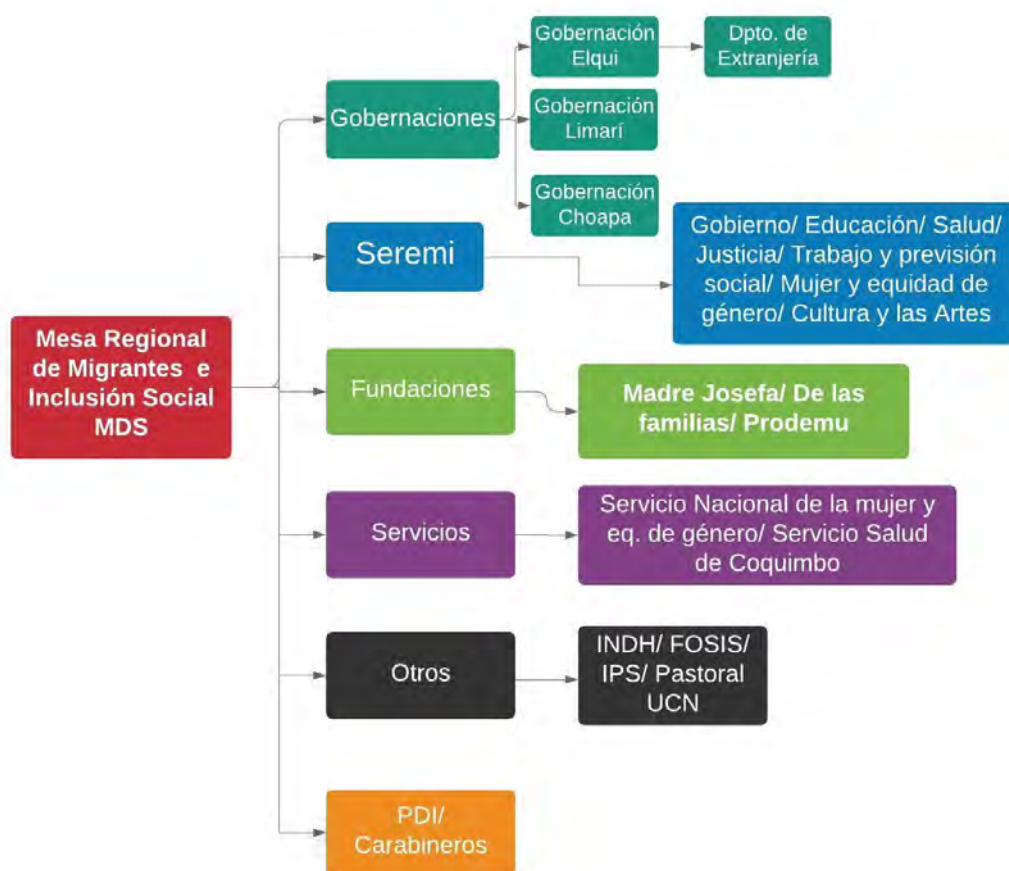 Mesa Regional
de Migrantes e
Inclusión Social
MDS
Gobernaciones
Gobernación
Elqui
Dpto. de
Extranjería
Gobernación
Limarí
Gobernación
Choapa
Seremi
Gobierno/ Educación/ Salud/
Justicia/ Trabajo y previsión
social/ Mujer y equidad de
género/ Cultura y las Artes
Fundaciones
Madre Josefa/ De las
familias/ Prodemu
Servicios
Servicio Nacional de la mujer y
eq. de género/ Servicio Salud
de Coquimbo
Otros
INDH/ FOSIS/
IPS/ Pastoral
UCN
PDI/
Carabineros